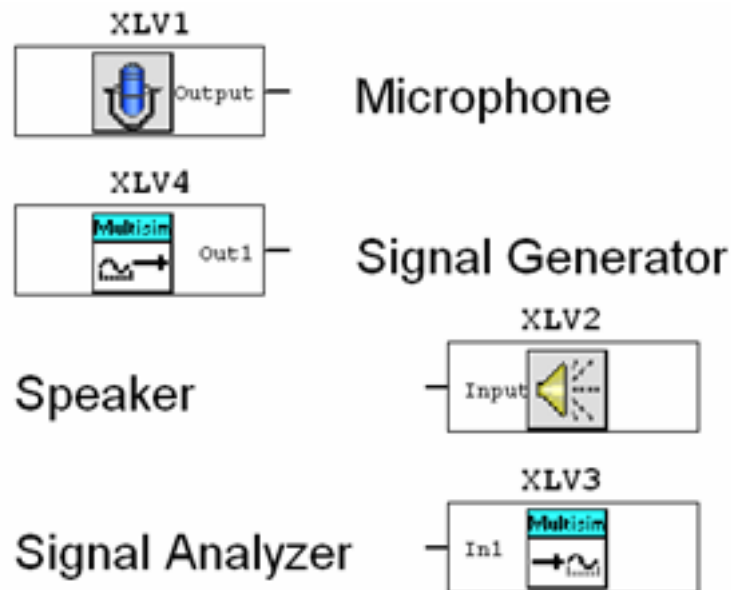 XLV1
Output
Microphone
XLV4
Multisim
Out1
Signal Generator
XLV2
Speaker
Input
XLV3
Multisim
Signal Analyzer
In1